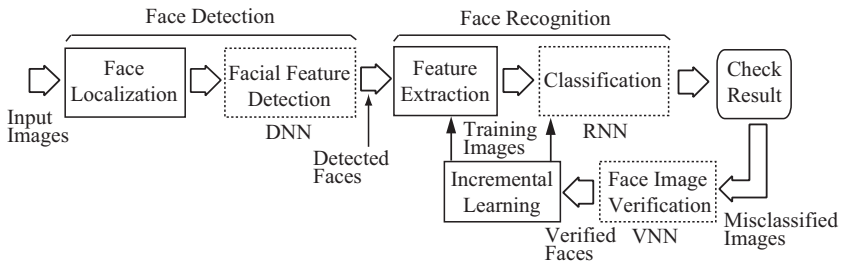 Face Detection
Face Recognition
Face
Localization
Facial Feature
Detection
Feature
Extraction
Classification
Check
Result
Input
Images
DNN
Detected
Faces
Training
Images
RNN
Incremental
Learning
Face Image
Verification
Verified
Faces
VNN
Misclassified
Images